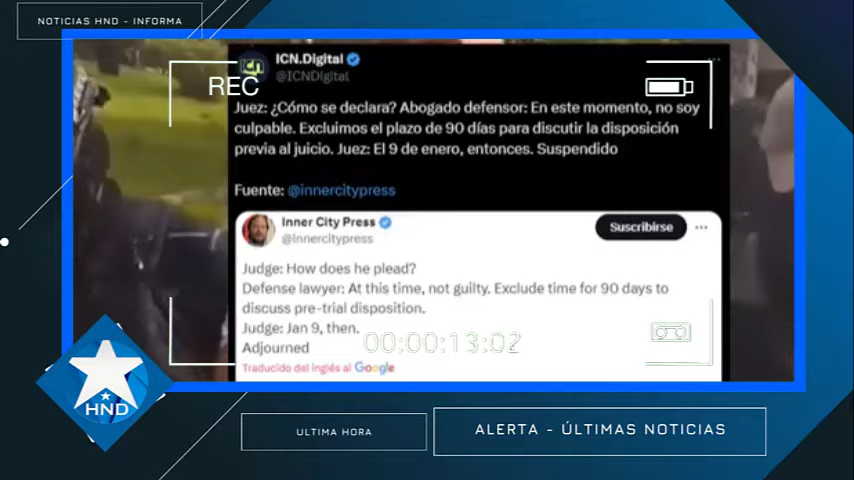 NOTICIAS HND - INFORMA
ICN.Digital
@ICNDigital
REC
Juez: ¿Cómo se declara? Abogado defensor: En este momento, no soy
culpable. Excluimos el plazo de 90 días para discutir la disposición
previa al juicio. Juez: El 9 de enero, entonces. Suspendido
Fuente: @innercitypress
Inner City Press
@innercitypress
Suscribirse
Judge: How does he plead?
Defense lawyer: At this time, not guilty. Exclude time for 90 days to
discuss pre-trial disposition.
Judge: Jan 9, then.
Adjourned
00:00:13:02
Traducido del inglés al Google
HND
ULTIMA HORA
ALERTA - ÚLTIMAS NOTICIAS